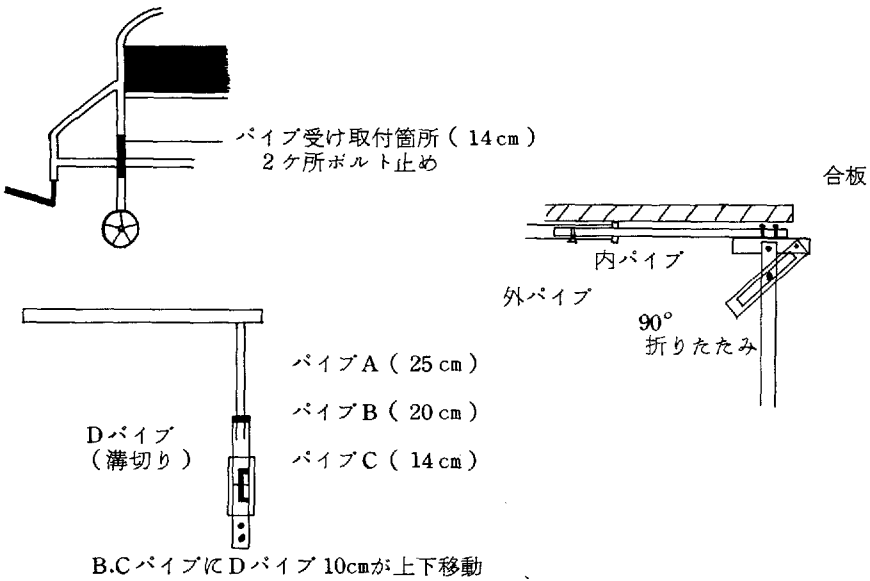 パイプ受け取付箇所(14cm)
2ケ所ボルト止め
合板
内パイプ
外パイプ
90°
折りたたみ
パイプA(25cm)
パイプB(20cm)
Dパイプ
(溝切り)
パイプC(14cm)
B.CパイプにDパイプ10cmが上下移動